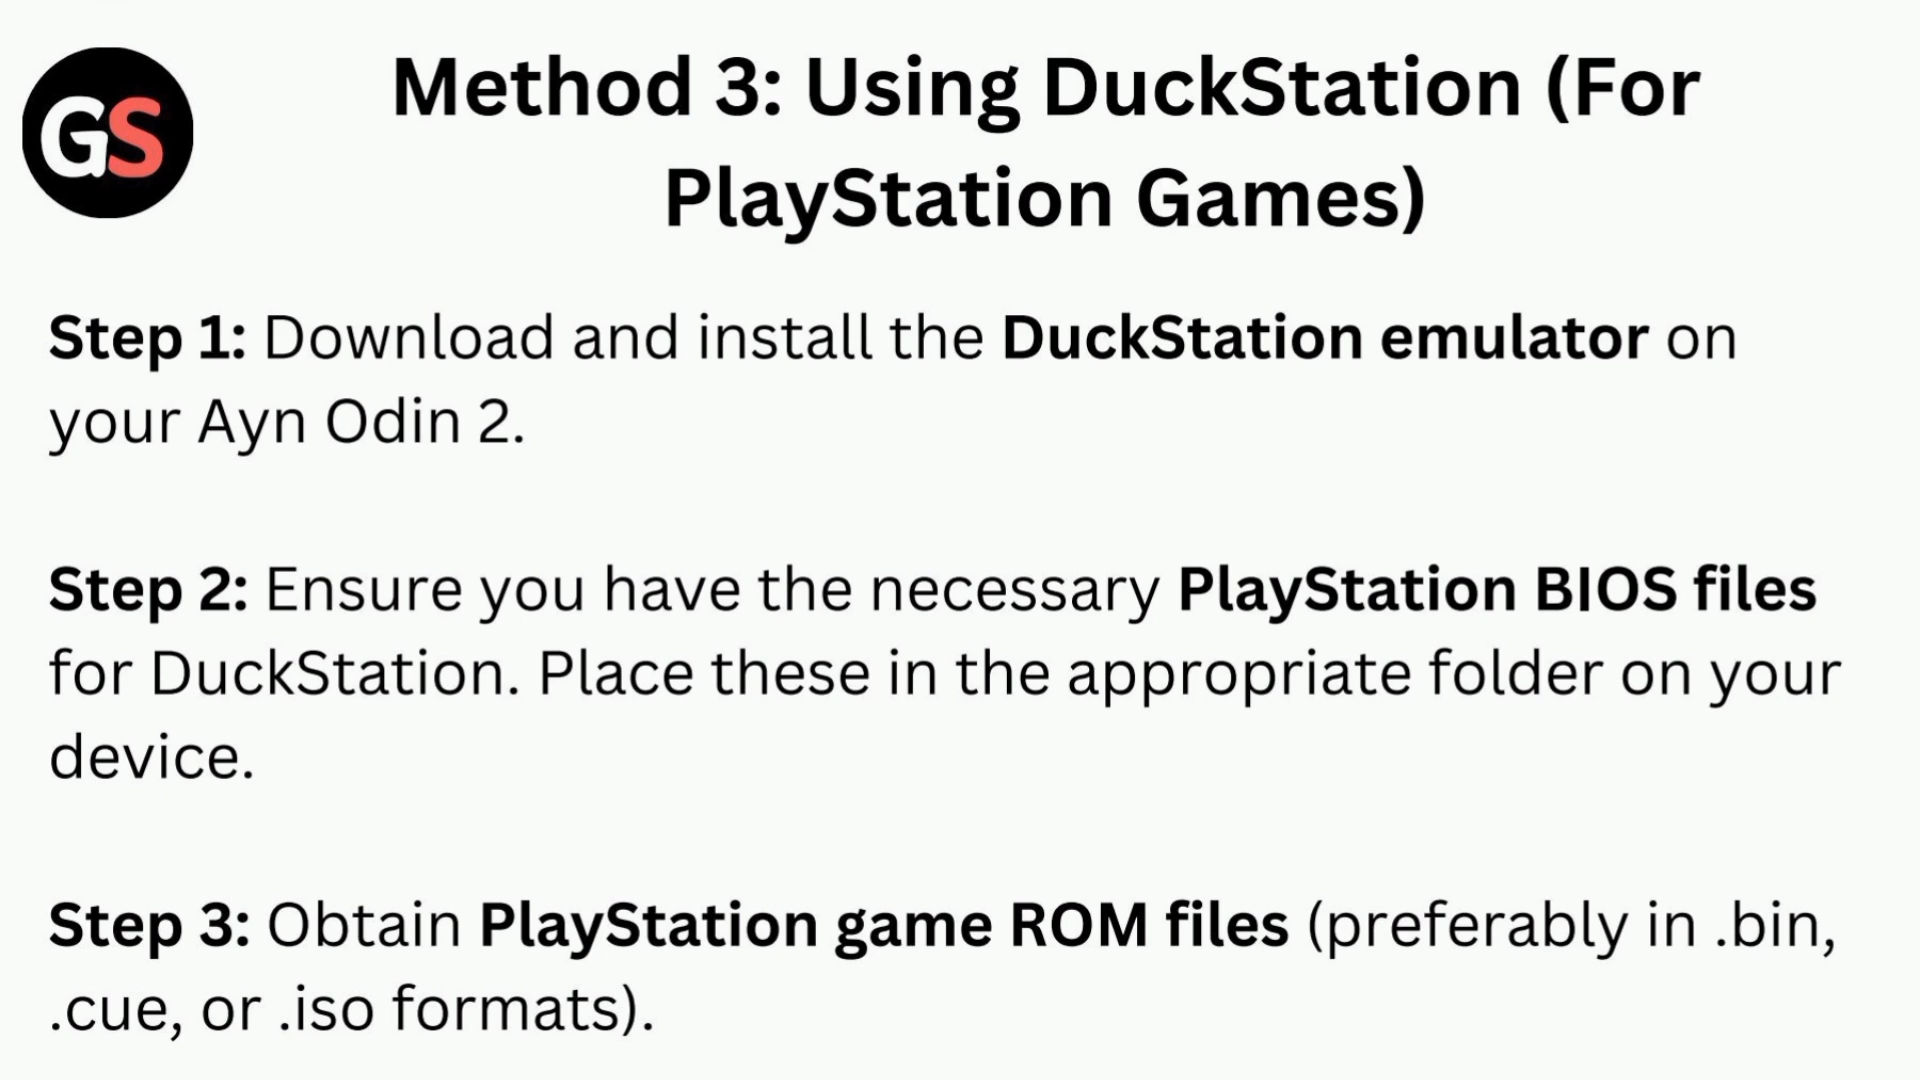 GS
Method 3: Using DuckStation (For
PlayStation Games)
Step 1: Download and install the DuckStation emulator on
your Ayn Odin 2.
Step 2: Ensure you have the necessary PlayStation BIOS files
for DuckStation. Place these in the appropriate folder on your
device.
Step 3: Obtain PlayStation game ROM files (preferably in .bin,
.cue, or .iso formats).